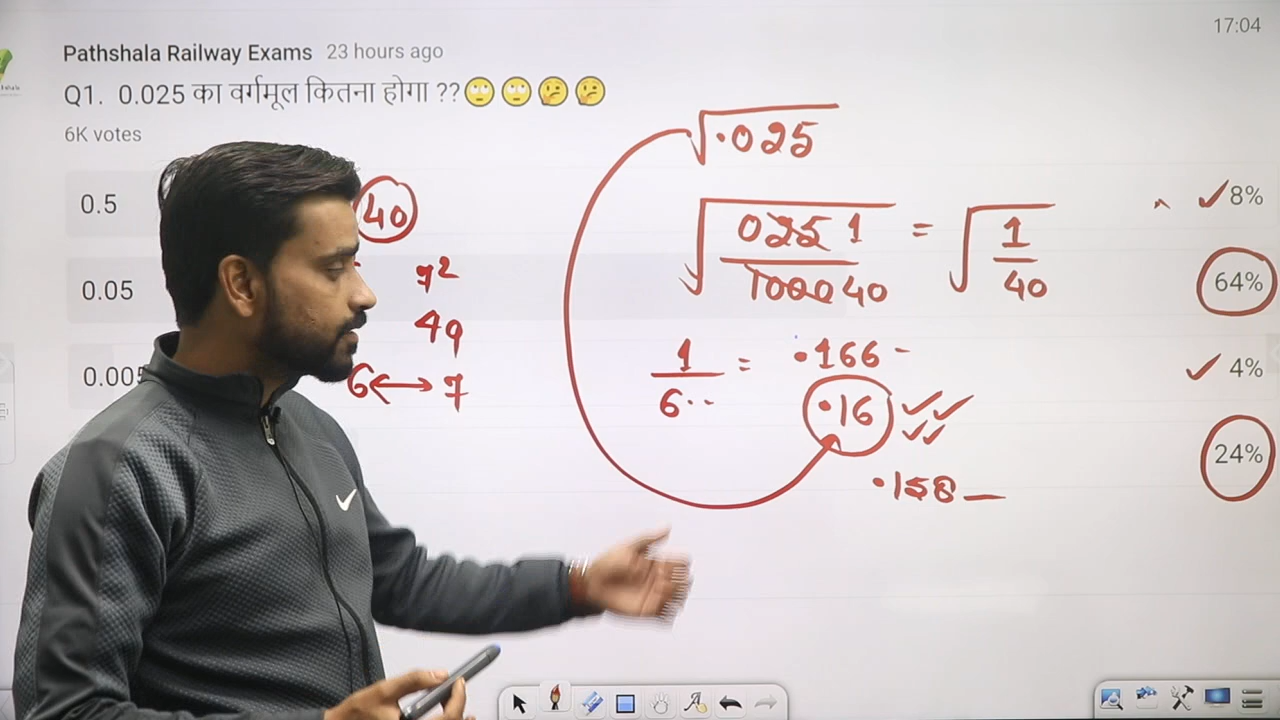 17:04
Pathshala Railway Exams 23 hours ago
Q1. 0.025 का वर्गमूल कितना होगा ??🙄🙄🤔🤔
6K votes
√.025
0.5
40
√025 1 / 1000 40 = √1/40
8%
7²
0.05
64%
49
1/6.. = .166-
0.005
6 ↔ 7
4%
.16 ✓✓
✓✓
24%
.158—